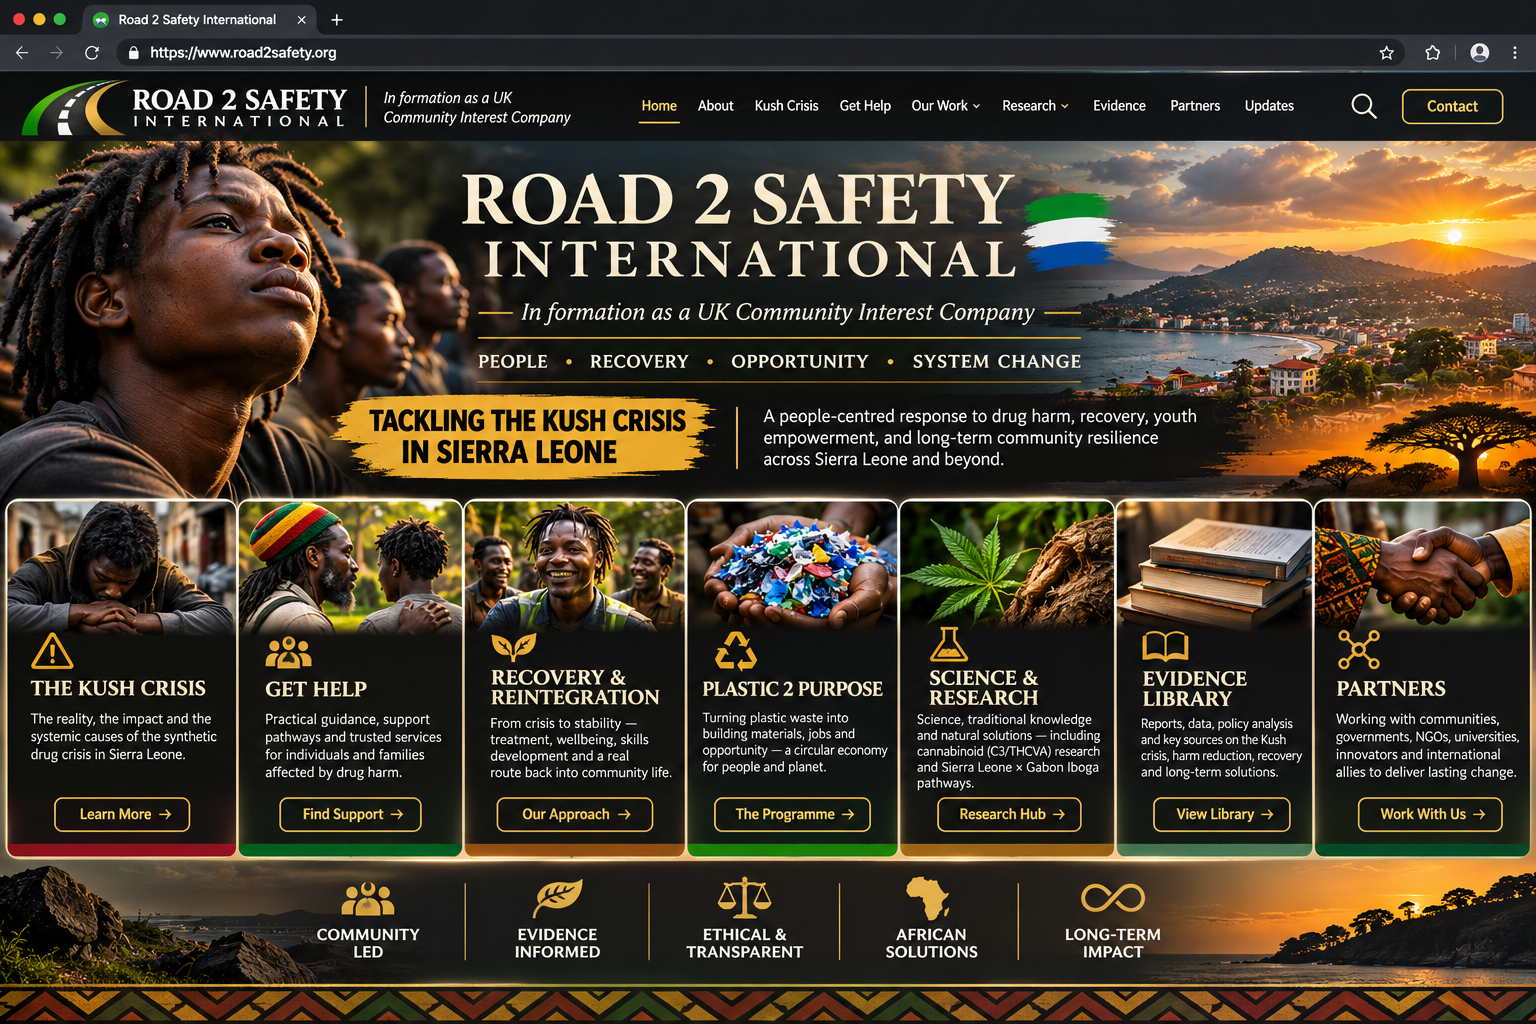 Road 2 Safety International
https://www.road2safety.org
ROAD 2 SAFETY
INTERNATIONAL
In formation as a UK
Community Interest Company
Home
About
Kush Crisis
Get Help
Our Work
Research
Evidence
Partners
Updates
Contact
ROAD 2 SAFETY
INTERNATIONAL
In formation as a UK Community Interest Company
PEOPLE • RECOVERY • OPPORTUNITY • SYSTEM CHANGE
TACKLING THE KUSH CRISIS
IN SIERRA LEONE
A people-centred response to drug harm, recovery, youth
empowerment, and long-term community resilience
across Sierra Leone and beyond.
THE KUSH CRISIS
The reality, the impact and the
systemic causes of the synthetic
drug crisis in Sierra Leone.
Learn More →
GET HELP
Practical guidance, support
pathways and trusted services
for individuals and families
affected by drug harm.
Find Support →
RECOVERY &
REINTEGRATION
From crisis to stability —
treatment, wellbeing, skills
development and a real
route back into community life.
Our Approach →
PLASTIC 2 PURPOSE
Turning plastic waste into
building materials, jobs and
opportunity — a circular economy
for people and planet.
The Programme →
SCIENCE &
RESEARCH
Science, traditional knowledge
and natural solutions — including
cannabinoid (C3/THCVA) research
and Sierra Leone × Gabon Iboga
pathways.
Research Hub →
EVIDENCE
LIBRARY
Reports, data, policy analysis
and key sources on the Kush
crisis, harm reduction, recovery
and long-term solutions.
View Library →
PARTNERS
Working with communities,
governments, NGOs, universities,
innovators and international
allies to deliver lasting change.
Work With Us →
COMMUNITY
LED
EVIDENCE
INFORMED
ETHICAL &
TRANSPARENT
AFRICAN
SOLUTIONS
LONG-TERM
IMPACT